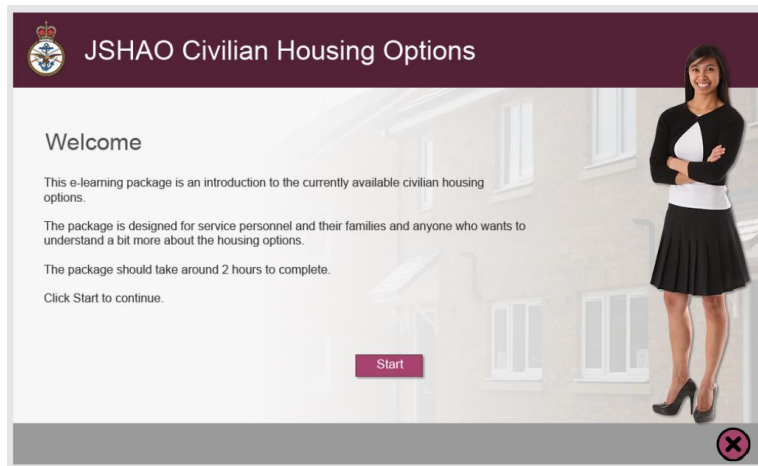 JSHAO Civilian Housing Options
Welcome
This e-learning package is an introduction to the currently available civilian housing
options.
The package is designed for service personnel and their families and anyone who wants to
understand a bit more about the housing options.
The package should take around 2 hours to complete.
Click Start to continue.
Start